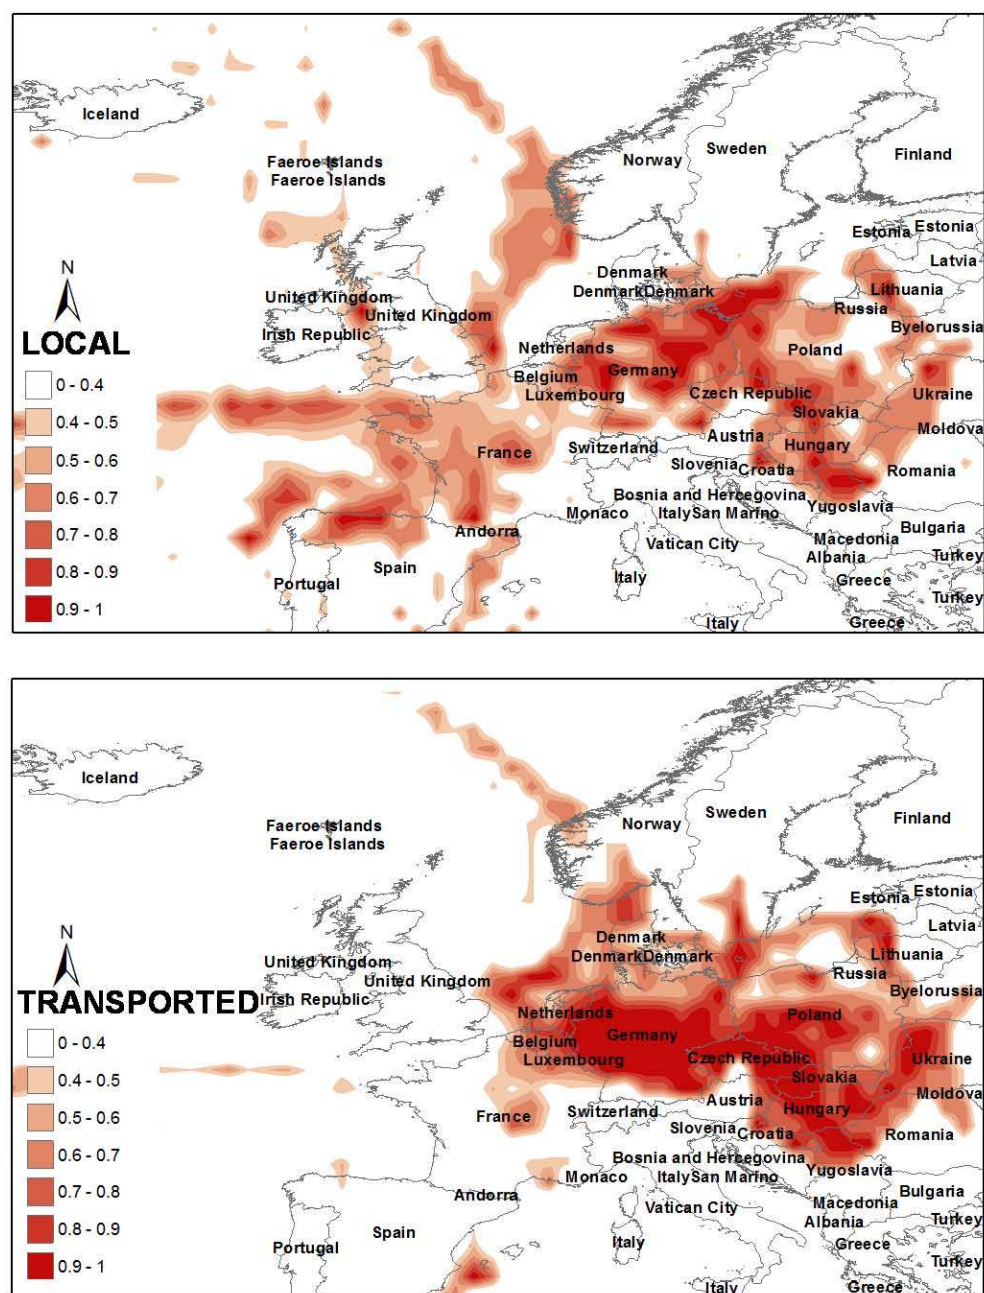 Iceland
Norway
Sweden
Finland
Faeroe Islands
Faeroe Islands
Estonia
Estonia
Latvia
N
Denmark
DenmarkDenmark
Lithuania
Russia
United Kingdom
United Kingdom
Byelorussia
Irish Republic
LOCAL
Netherlands
Poland
Belgium
Germany
Luxembourg
Czech Republic
Ukraine
Slovakia
Moldova
Austria
France
Switzerland
Hungary
Slovenia
Croatia
Romania
Bosnia and Hercegovina
Yugoslavia
Monaco
ItalySan Marino
Andorra
Bulgaria
Macedonia
Vatican City
Albania
Turkey
Spain
Portugal
Italy
Greece
Turkey
Italy
Greece
0 - 0.4
0.4 - 0.5
0.5 - 0.6
0.6 - 0.7
0.7 - 0.8
0.8 - 0.9
0.9 - 1
Iceland
Norway
Sweden
Finland
Faeroe Islands
Faeroe Islands
Estonia
Estonia
Latvia
N
Denmark
DenmarkDenmark
Lithuania
Russia
United Kingdom
United Kingdom
Byelorussia
TRANSPORTED
Irish Republic
Netherlands
Poland
Germany
Belgium
Luxembourg
Czech Republic
Ukraine
Slovakia
Moldova
Austria
France
Switzerland
Hungary
Slovenia
Croatia
Romania
Bosnia and Hercegovina
Yugoslavia
Monaco
ItalySan Marino
Andorra
Bulgaria
Macedonia
Vatican City
Albania
Turkey
Spain
Portugal
Italy
Greece
Turkey
Italy
Greece
0 - 0.4
0.4 - 0.5
0.5 - 0.6
0.6 - 0.7
0.7 - 0.8
0.8 - 0.9
0.9 - 1